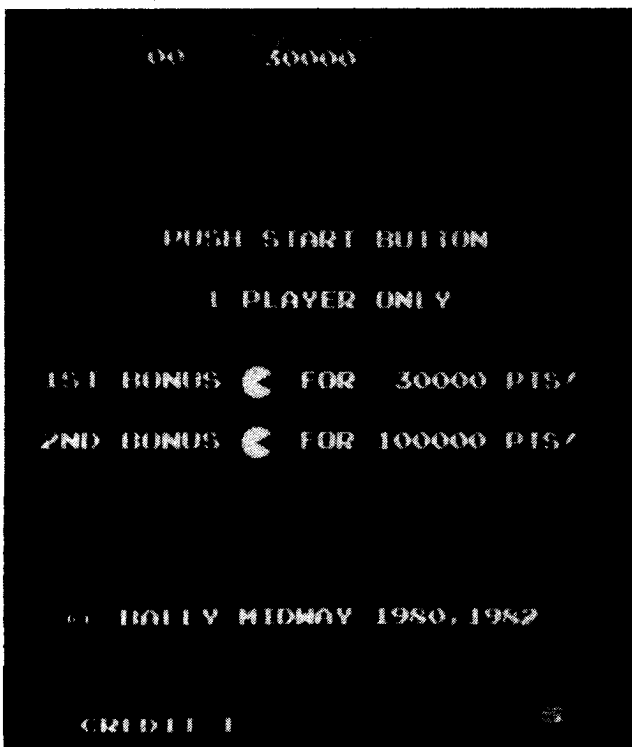 00 30000
PUSH START BUTTON
1 PLAYER ONLY
1ST BONUS FOR 30000 PTS!
2ND BONUS FOR 100000 PTS!
BALLY MIDWAY 1980,1982
CREDIT 1